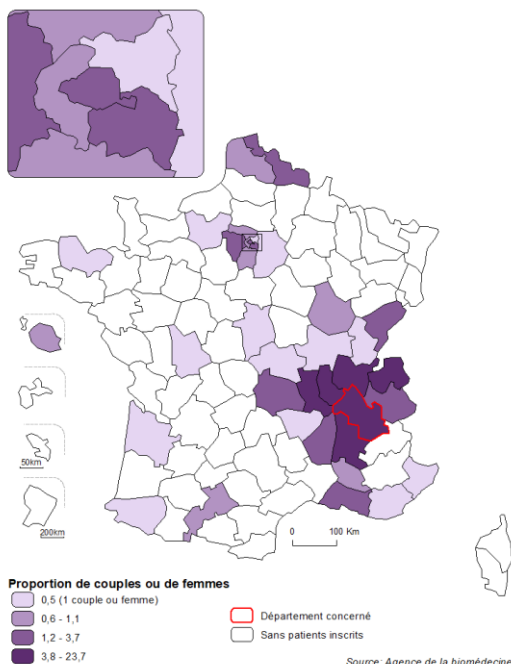 50km
200km
0 100 Km
Proportion de couples ou de femmes
0,5 (1 couple ou femme)
0,6 - 1,1
1,2 - 3,7
3,8 - 23,7
Département concerné
Sans patients inscrits
Source: Agence de la biomédecine